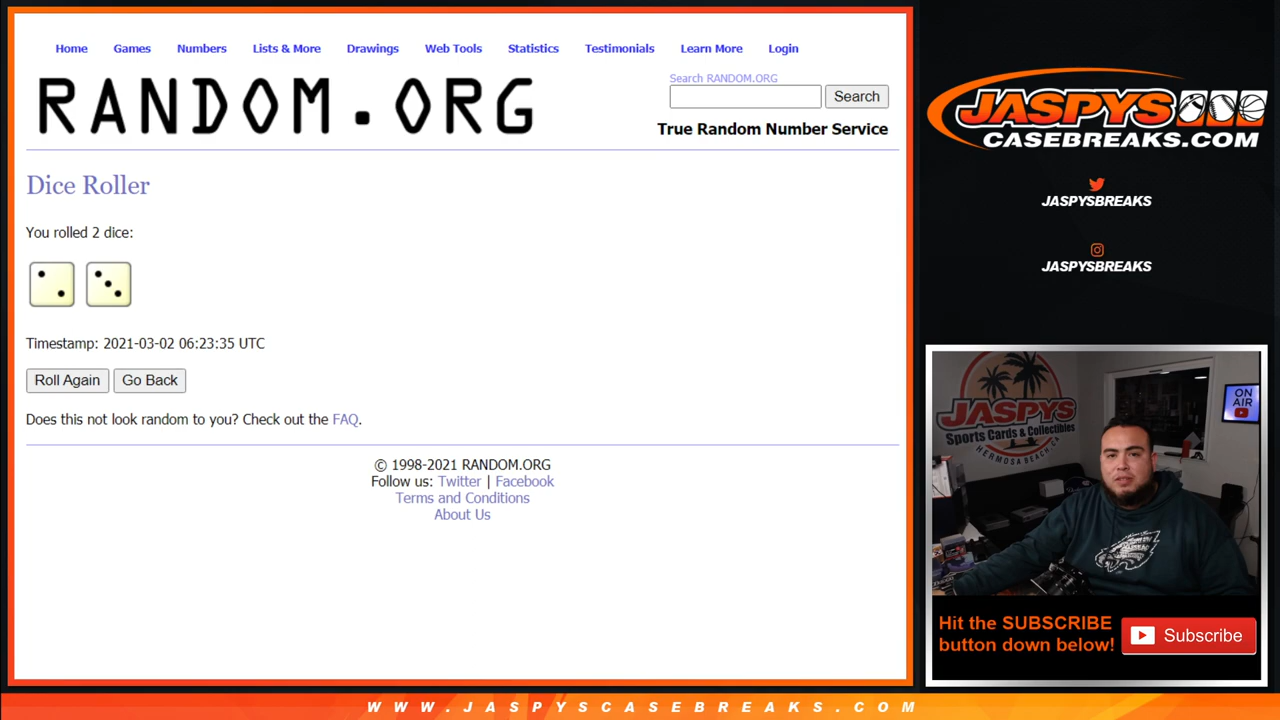 Home Games Numbers Lists & More Drawings Web Tools Statistics Testimonials Learn More Login
RANDOM.ORG
Search RANDOM.ORG
Search
True Random Number Service
Dice Roller
You rolled 2 dice:
Timestamp: 2021-03-02 06:23:35 UTC
Roll Again Go Back
Does this not look random to you? Check out the FAQ.
© 1998-2021 RANDOM.ORG
Follow us: Twitter | Facebook
Terms and Conditions
About Us
JASPYS
CASEBREAKS.COM
JASPYSBREAKS
JASPYSBREAKS
JASPYS
Sports Cards & Collectibles
HERMOSA BEACH CA
ON
AIR
Hit the SUBSCRIBE
button down below!
Subscribe
WWW.JASPYSCASEBREAKS.COM